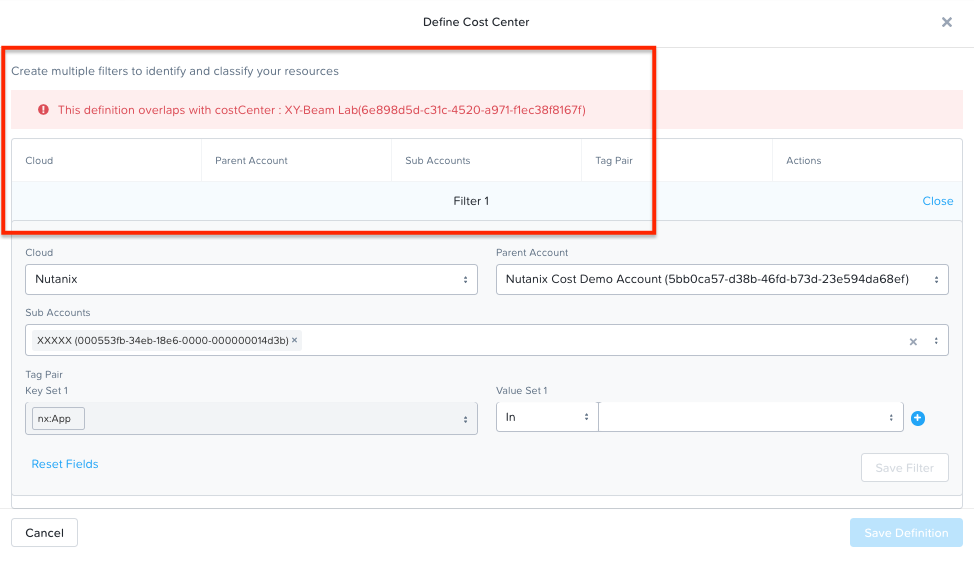 Define Cost Center
×
Create multiple filters to identify and classify your resources
This definition overlaps with costCenter : XY-Beam Lab(6e898d5d-c31c-4520-a971-f1ec38f8167f)
Cloud Parent Account Sub Accounts Tag Pair Actions
Filter 1 Close
Cloud Parent Account
Nutanix Nutanix Cost Demo Account (5bb0ca57-d38b-46fd-b73d-23e594da68ef)
Sub Accounts
XXXXX (000553fb-34eb-18e6-0000-000000014d3b) × ×
Tag Pair
Key Set 1 Value Set 1
nx:App In
Reset Fields Save Filter
Cancel Save Definition